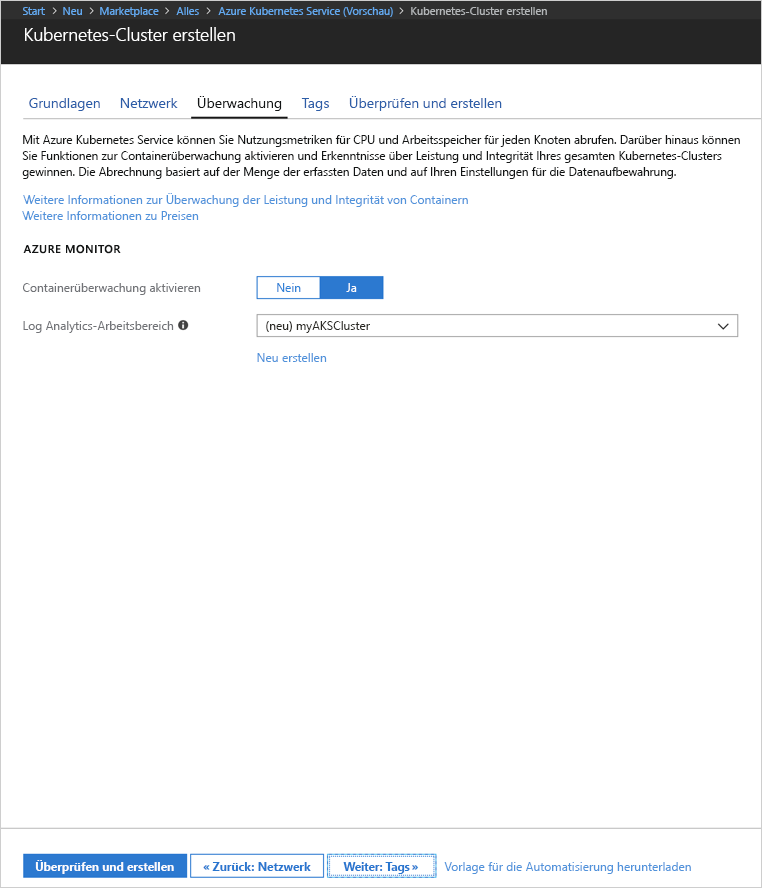 Start > Neu > Marketplace > Alles > Azure Kubernetes Service (Vorschau) > Kubernetes-Cluster erstellen
Kubernetes-Cluster erstellen
Grundlagen Netzwerk Überwachung Tags Überprüfen und erstellen
Mit Azure Kubernetes Service können Sie Nutzungsmetriken für CPU und Arbeitsspeicher für jeden Knoten abrufen. Darüber hinaus können
Sie Funktionen zur Containerüberwachung aktivieren und Erkenntnisse über Leistung und Integrität Ihres gesamten Kubernetes-Clusters
gewinnen. Die Abrechnung basiert auf der Menge der erfassten Daten und auf Ihren Einstellungen für die Datenaufbewahrung.
Weitere Informationen zur Überwachung der Leistung und Integrität von Containern
Weitere Informationen zu Preisen
AZURE MONITOR
Containerüberwachung aktivieren Nein Ja
Log Analytics-Arbeitsbereich (neu) myAKSCluster
Neu erstellen
Überprüfen und erstellen « Zurück: Netzwerk Weiter: Tags » Vorlage für die Automatisierung herunterladen